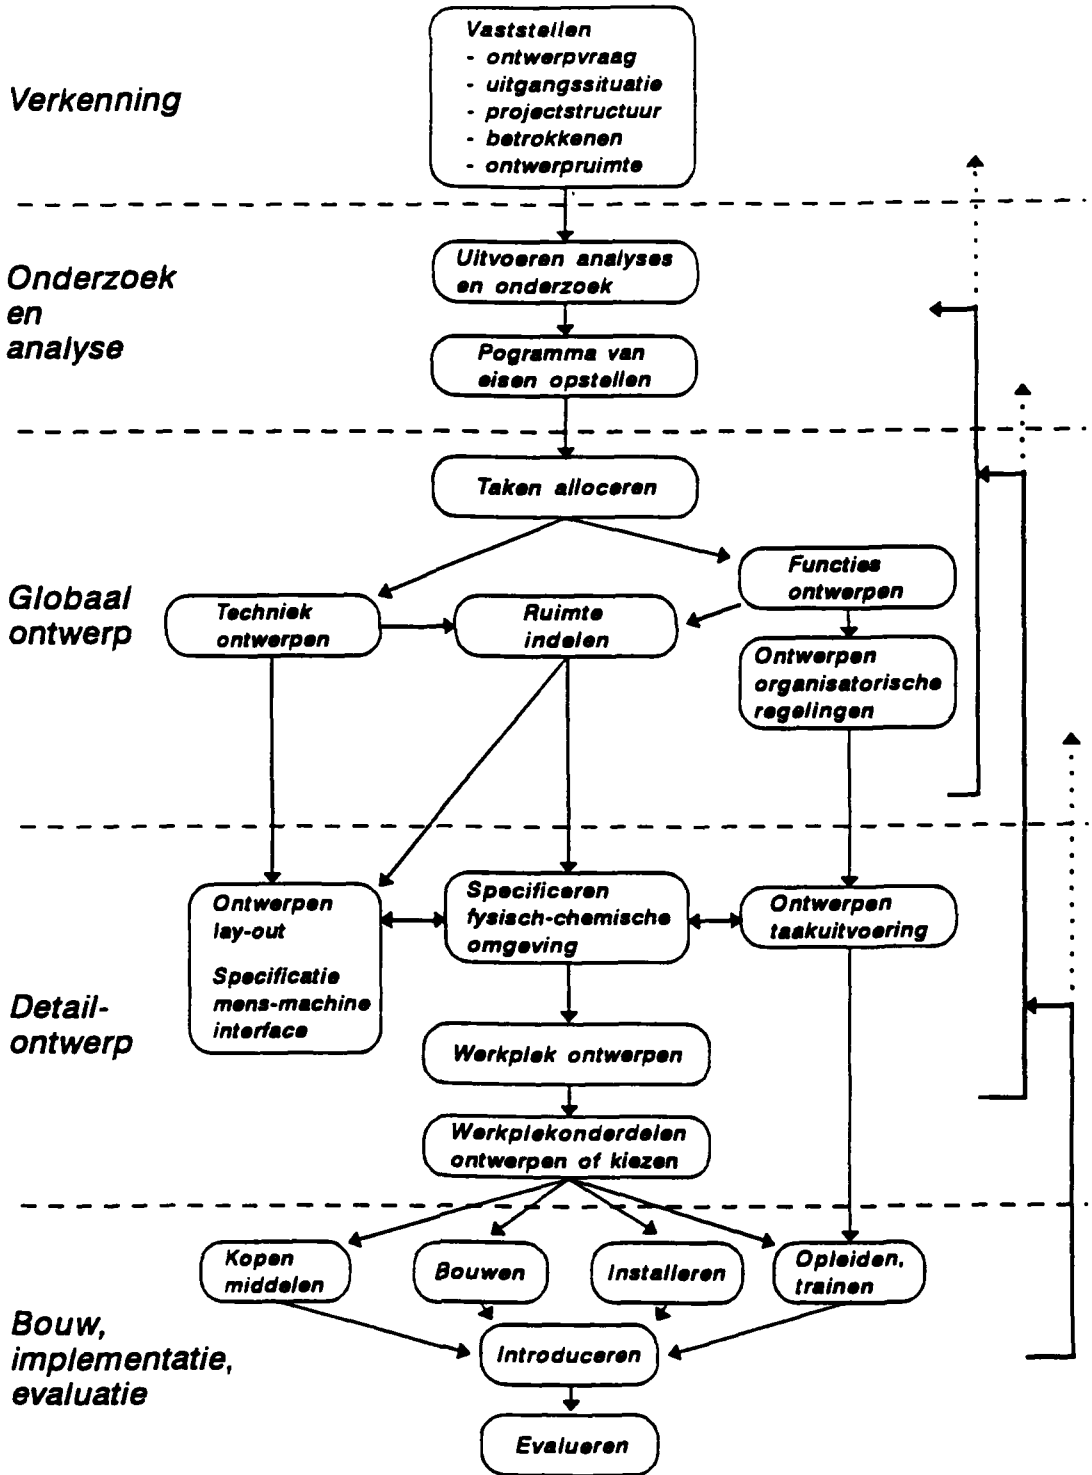 Verkenning
Vaststellen
- ontwerpvraag
- uitgangssituatie
- projectstructuur
- betrokkenen
- ontwerpruimte
Onderzoek
en
analyse
Uitvoeren analyses
en onderzoek
Pogramma van
eisen opstellen
Globaal
ontwerp
Taken alloceren
Techniek
ontwerpen
Ruimte
indelen
Functies
ontwerpen
Ontwerpen
organisatorische
regelingen
Detail-
ontwerp
Ontwerpen
lay-out
Specificatie
mens-machine
interface
Specificeren
fysisch-chemische
omgeving
Ontwerpen
taakuitvoering
Werkplek ontwerpen
Werkplekonderdelen
ontwerpen of kiezen
Bouw,
implementatie,
evaluatie
Kopen
middelen
Bouwen
Installeren
Opleiden,
trainen
Introduceren
Evalueren